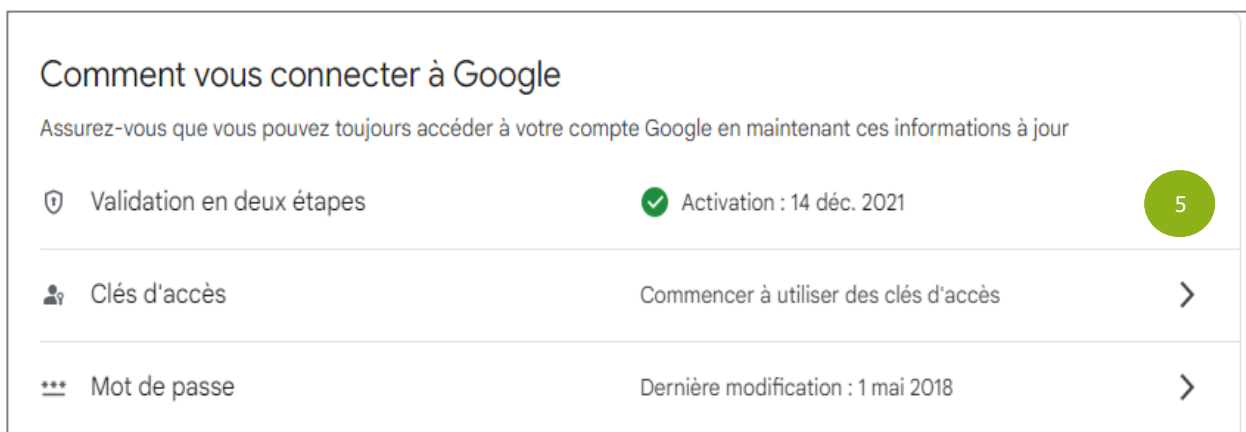 Comment vous connecter à Google
Assurez-vous que vous pouvez toujours accéder à votre compte Google en maintenant ces informations à jour
Validation en deux étapes Activation : 14 déc. 2021 5
Clés d'accès Commencer à utiliser des clés d'accès
Mot de passe Dernière modification : 1 mai 2018